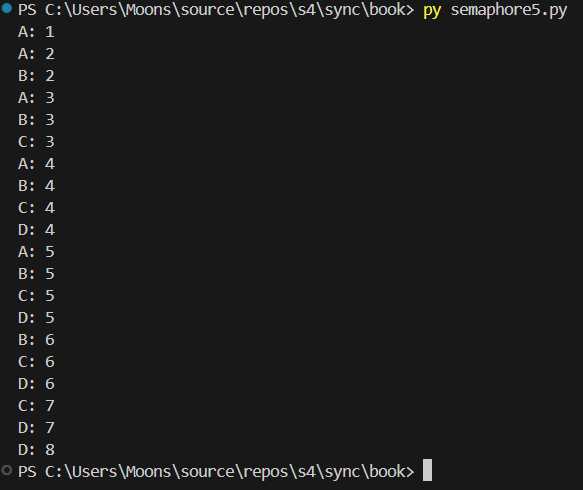 PS C:\Users\Moons\source\repos\s4\sync\book> py semaphore5.py
A: 1
A: 2
B: 2
A: 3
B: 3
C: 3
A: 4
B: 4
C: 4
D: 4
A: 5
B: 5
C: 5
D: 5
B: 6
C: 6
D: 6
C: 7
D: 7
D: 8
PS C:\Users\Moons\source\repos\s4\sync\book>